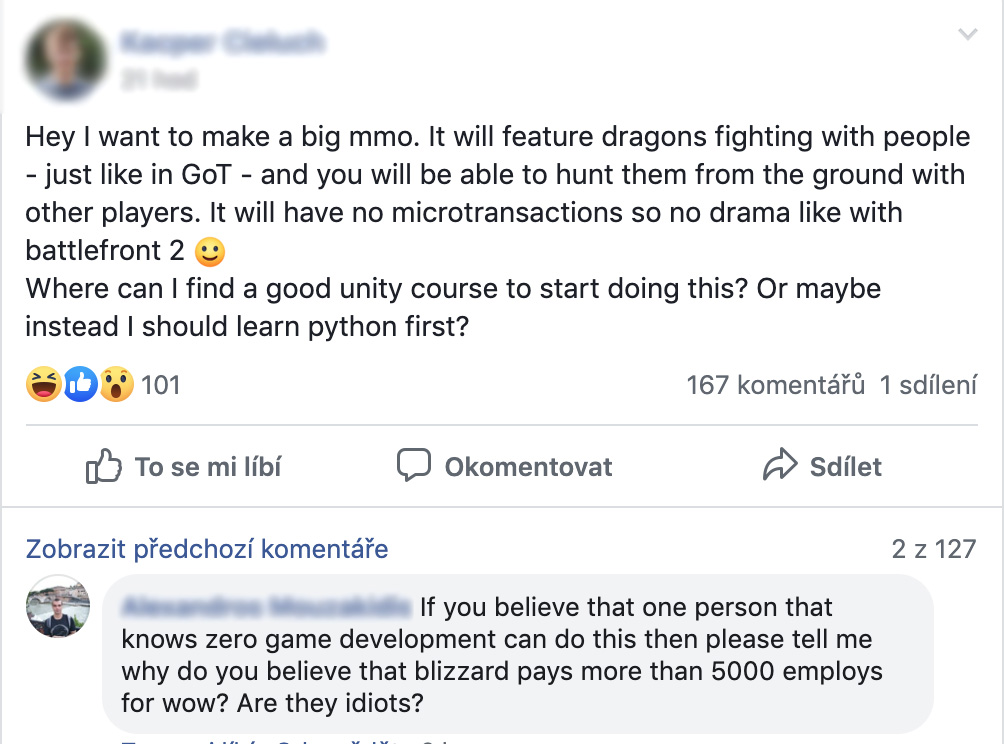 Hey I want to make a big mmo. It will feature dragons fighting with people
- just like in GoT - and you will be able to hunt them from the ground with
other players. It will have no microtransactions so no drama like with
battlefront 2 🙂
Where can I find a good unity course to start doing this? Or maybe
instead I should learn python first?
101
167 komentářů 1 sdílení
To se mi líbí Okomentovat Sdílet
Zobrazit předchozí komentáře 2 z 127
If you believe that one person that
knows zero game development can do this then please tell me
why do you believe that blizzard pays more than 5000 employs
for wow? Are they idiots?